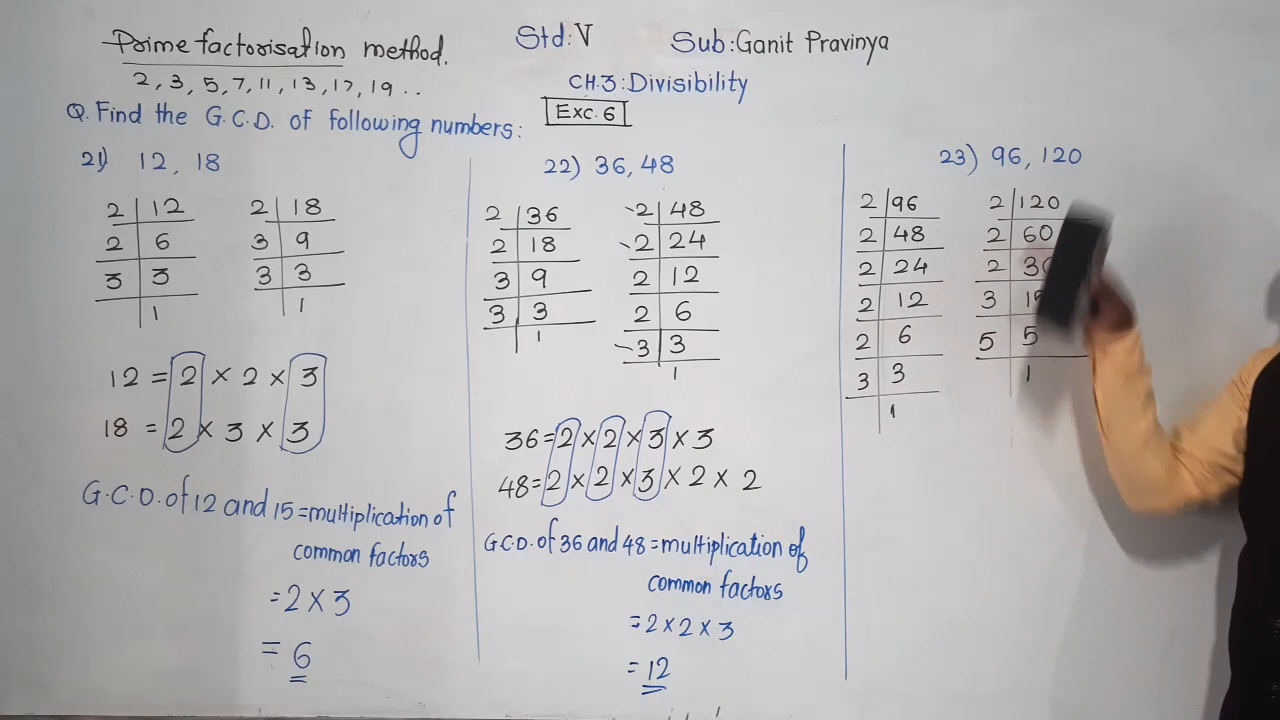 Prime factorisation method.
Std: V
Sub: Ganit Pravinya
2, 3, 5, 7, 11, 13, 17, 19 ..
CH.3: Divisibility
Exc. 6
Q. Find the G.C.D. of following numbers:
21) 12, 18
2 | 12
2 | 6
3 | 3
1
2 | 18
3 | 9
3 | 3
1
12 = 2 × 2 × 3
18 = 2 × 3 × 3
G.C.D. of 12 and 15 = multiplication of
common factors
= 2 × 3
= 6
22) 36, 48
2 | 36
2 | 18
3 | 9
3 | 3
1
2 | 48
2 | 24
2 | 12
2 | 6
3 | 3
1
36 = 2 × 2 × 3 × 3
48 = 2 × 2 × 3 × 2 × 2
G.C.D. of 36 and 48 = multiplication of
common factors
= 2 × 2 × 3
= 12
23) 96, 120
2 | 96
2 | 48
2 | 24
2 | 12
2 | 6
3 | 3
1
2 | 120
2 | 60
2 | 30
3 | 15
5 | 5
1